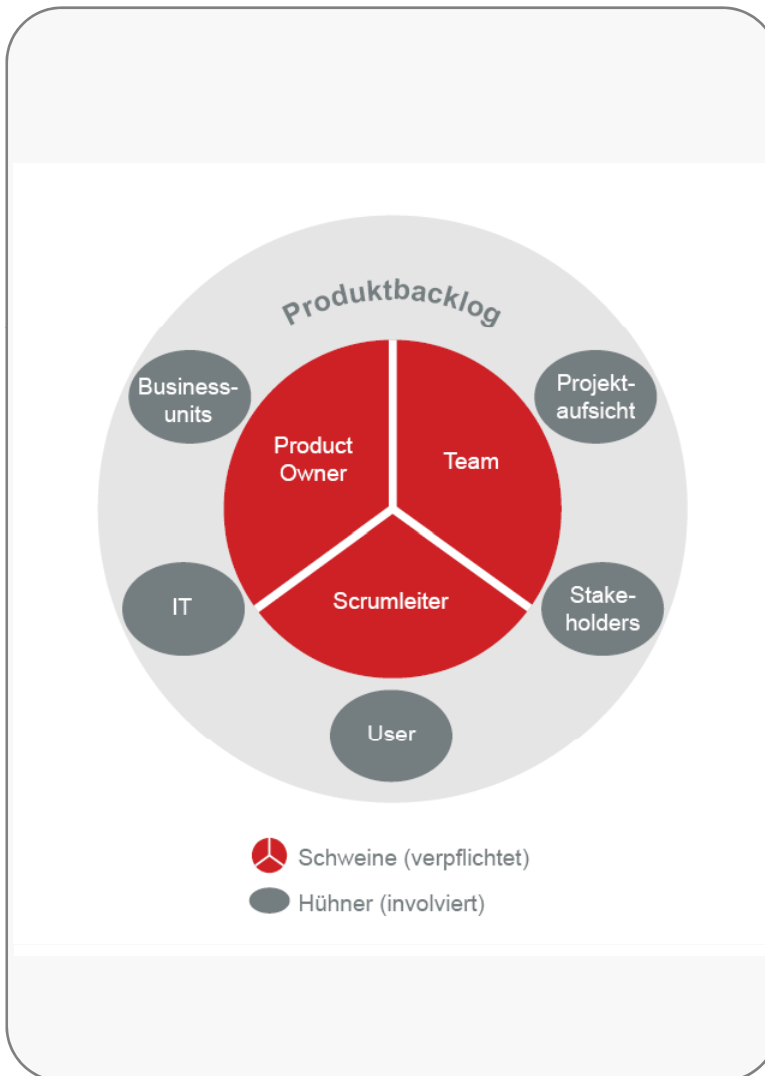 Produktbacklog
Business-
units
Projekt-
aufsicht
Product
Owner
Team
IT
Scrumleiter
Stake-
holders
User
Schweine (verpflichtet)
Hühner (involviert)